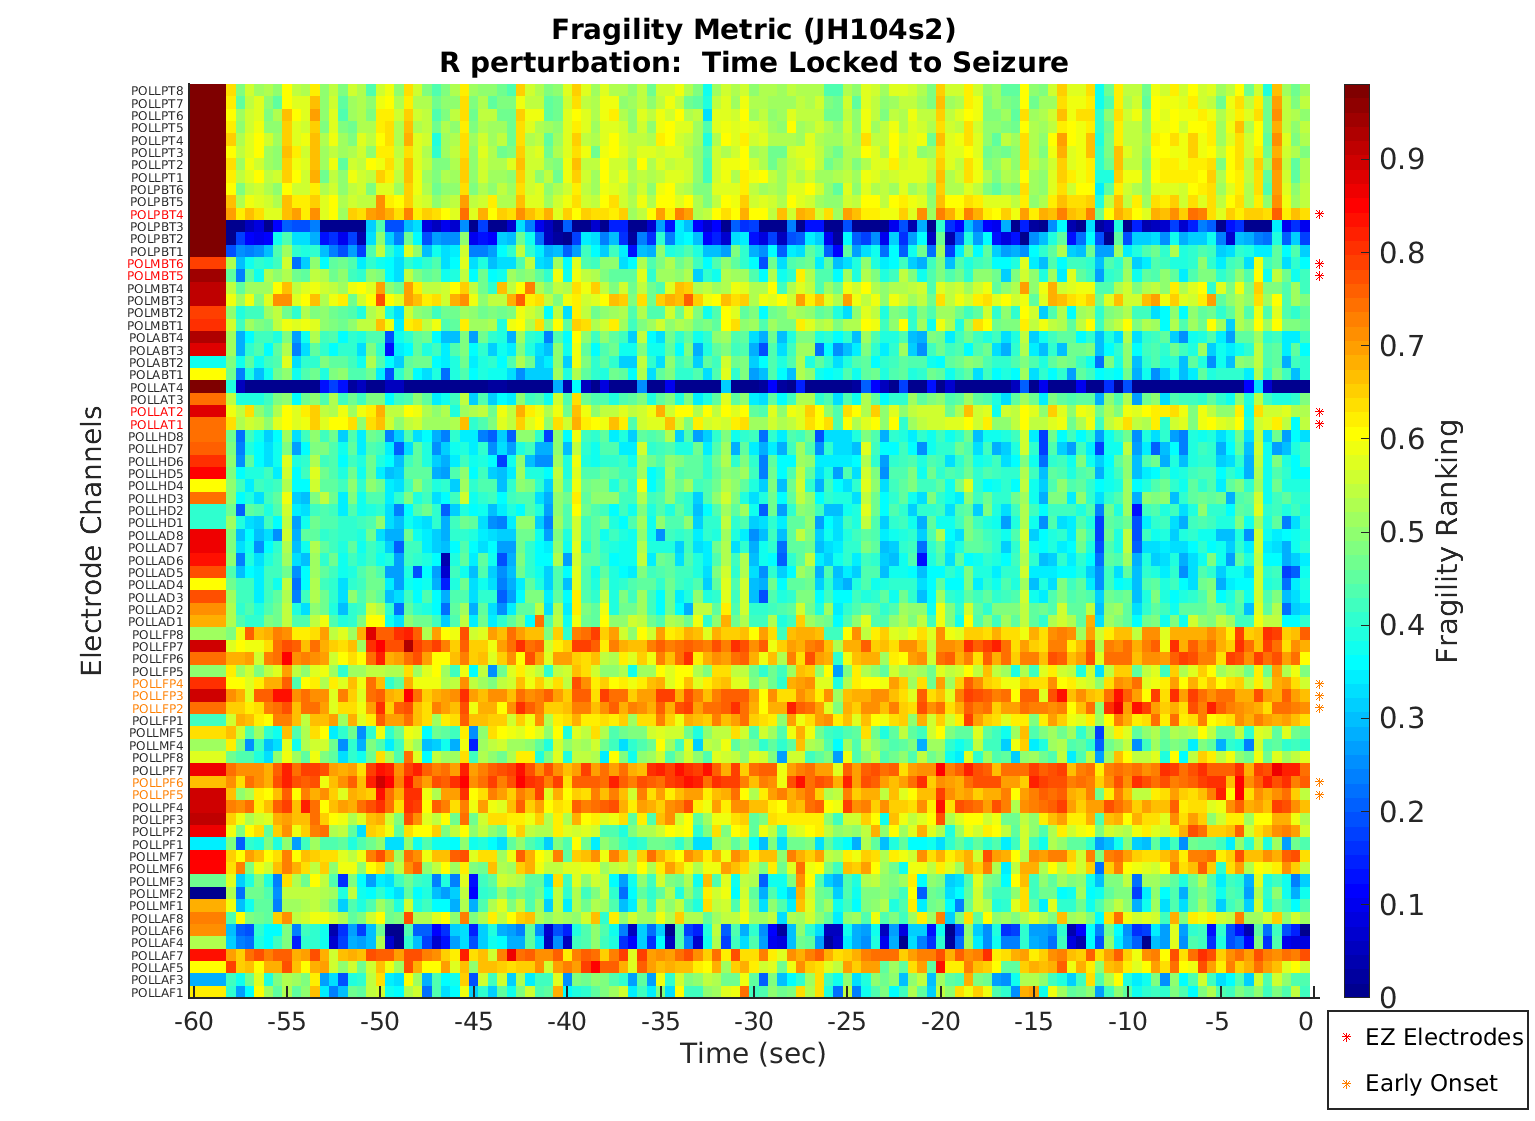 Fragility Metric (JH104s2)
R perturbation:  Time Locked to Seizure
POLLPT8
POLLPT7
POLLPT6
POLLPT5
POLLPT4
POLLPT3
POLLPT2
POLLPT1
POLPBT6
POLPBT5
POLPBT4
POLPBT3
POLPBT2
POLPBT1
POLMBT6
POLMBT5
POLMBT4
POLMBT3
POLMBT2
POLMBT1
POLABT4
POLABT3
POLABT2
POLABT1
POLLAT4
POLLAT3
POLLAT2
POLLAT1
POLLHD8
POLLHD7
POLLHD6
POLLHD5
POLLHD4
POLLHD3
POLLHD2
POLLHD1
POLLAD8
POLLAD7
POLLAD6
POLLAD5
POLLAD4
POLLAD3
POLLAD2
POLLAD1
POLLFP8
POLLFP7
POLLFP6
POLLFP5
POLLFP4
POLLFP3
POLLFP2
POLLFP1
POLLMF5
POLLMF4
POLLPF8
POLLPF7
POLLPF6
POLLPF5
POLLPF4
POLLPF3
POLLPF2
POLLPF1
POLLMF7
POLLMF6
POLLMF3
POLLMF2
POLLMF1
POLLAF8
POLLAF6
POLLAF4
POLLAF7
POLLAF5
POLLAF3
POLLAF1
Electrode Channels
-60 -55 -50 -45 -40 -35 -30 -25 -20 -15 -10 -5 0
Time (sec)
0.9
0.8
0.7
0.6
0.5
0.4
0.3
0.2
0.1
0
Fragility Ranking
EZ Electrodes
Early Onset